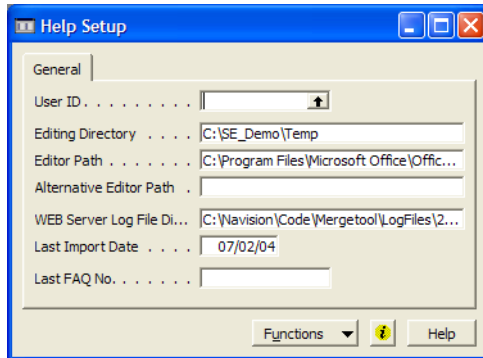 Help Setup
General
User ID . . . . . . . . .
Editing Directory . . . . C:\SE_Demo\Temp
Editor Path . . . . . . . C:\Program Files\Microsoft Office\Offic...
Alternative Editor Path .
WEB Server Log File Di... C:\Navision\Code\Mergetool\LogFiles\2...
Last Import Date . . . . 07/02/04
Last FAQ No. . . . . . .
Functions Help